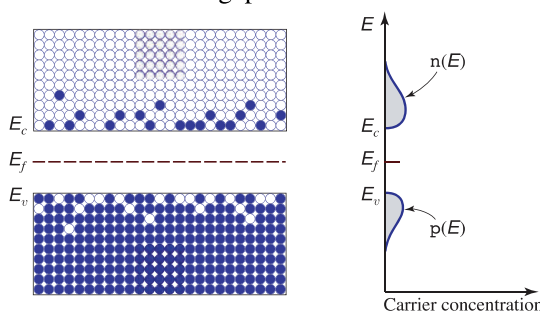 E
n(E)
E_c
E_c
E_f
E_f
E_v
E_v
p(E)
Carrier concentration